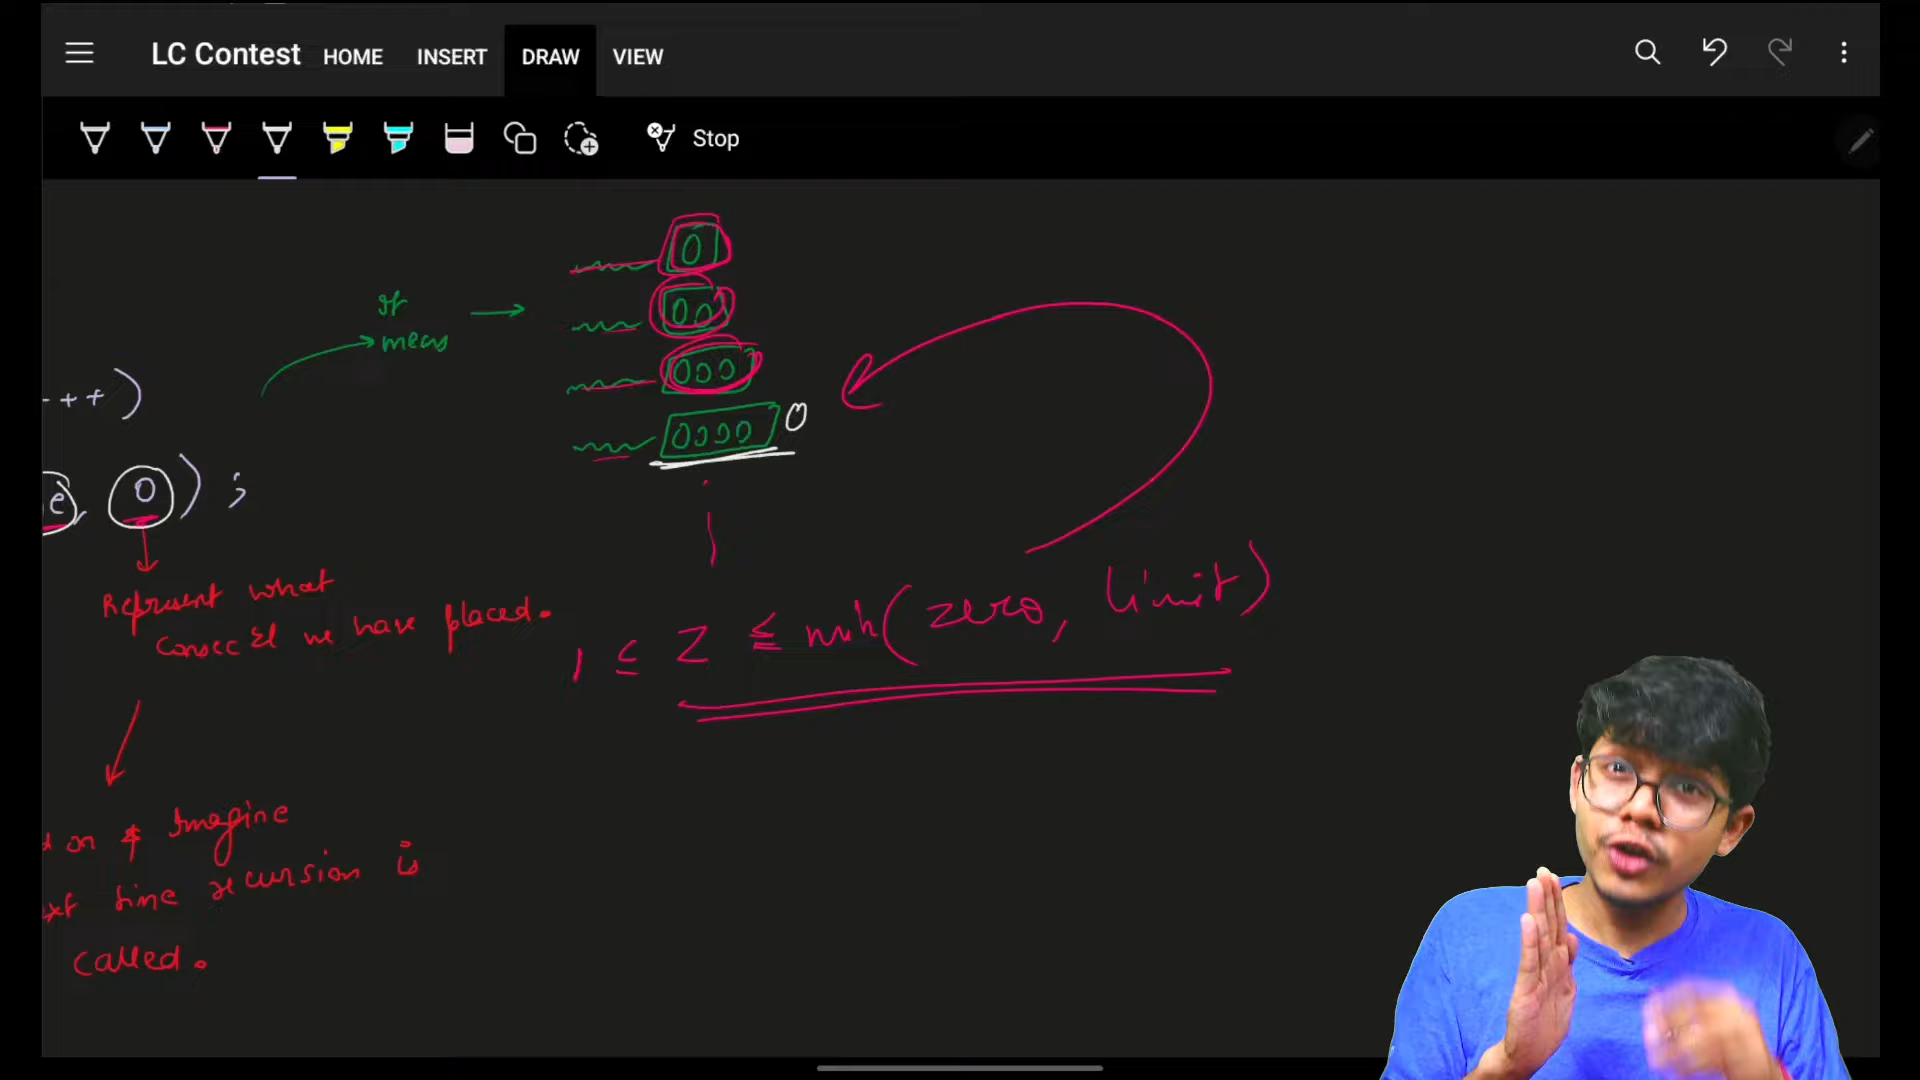 LC Contest HOME INSERT DRAW VIEW
Stop
0
00
000
0000 0
It
means
++)
e, 0);
Represent what
consec el we have placed.
1 ≤ Z ≤ min(zero, limit)
on & Imagine
time recursion is
called.